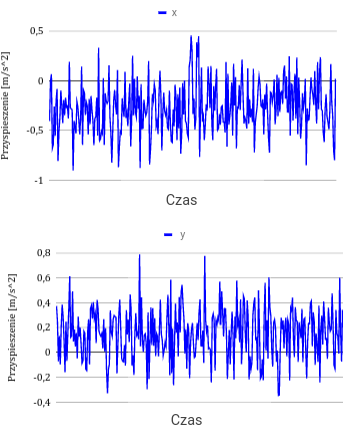 x
0,5
0
-0,5
-1
Przyspieszenie [m/s^2]
Czas
y
0,8
0,6
0,4
0,2
0
-0,2
-0,4
Przyspieszenie [m/s^2]
Czas